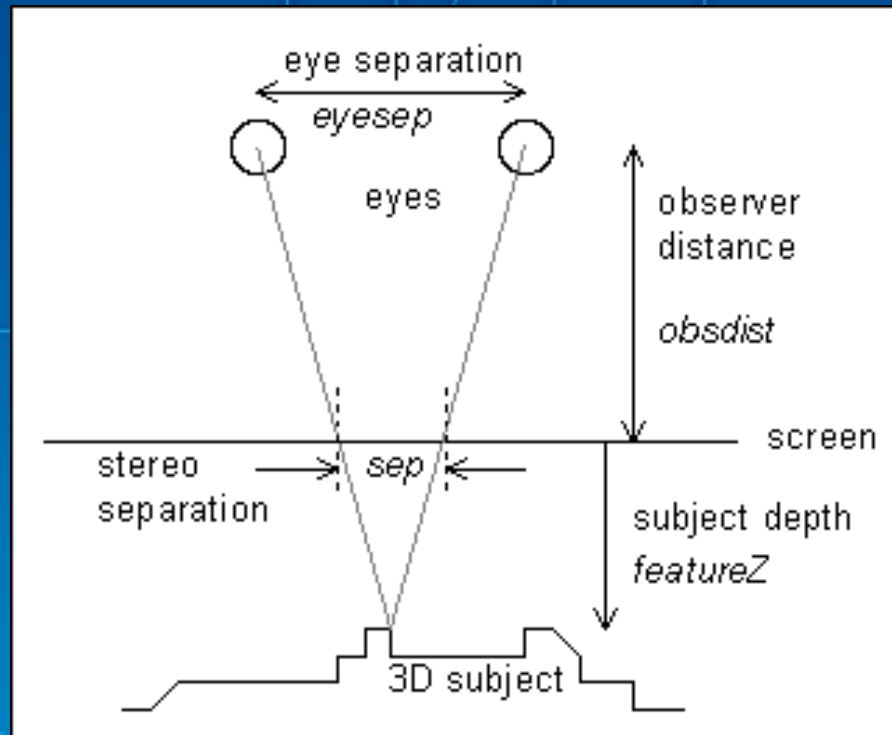 eye separation
eyesep
eyes
observer
distance
obsdist
screen
stereo
separation
sep
subject depth
featureZ
3D subject